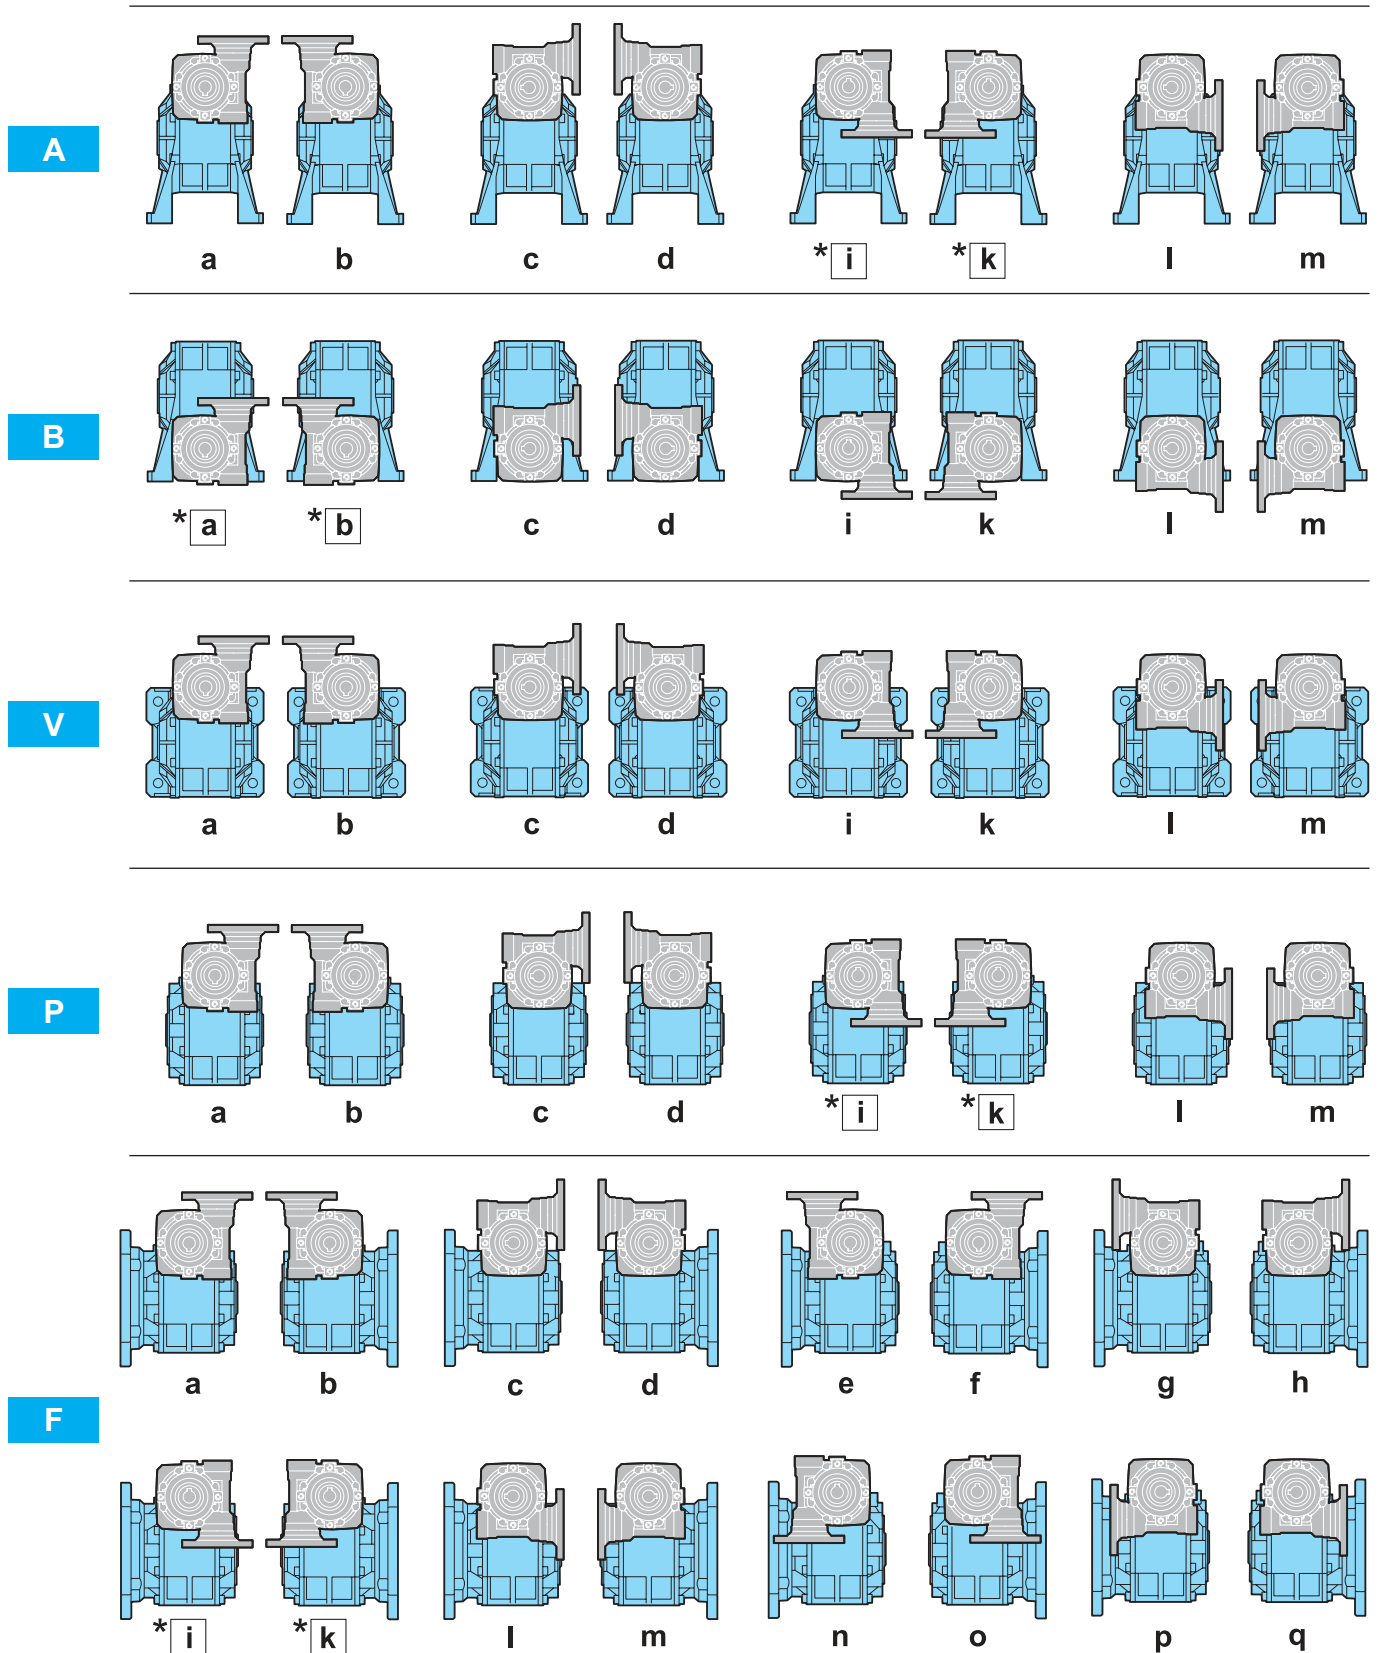 A
a b c d * i * k l m
B
* a * b c d i k l m
V
a b c d i k l m
P
a b c d * i * k l m
F
a b c d e f g h
* i * k l m n o p q